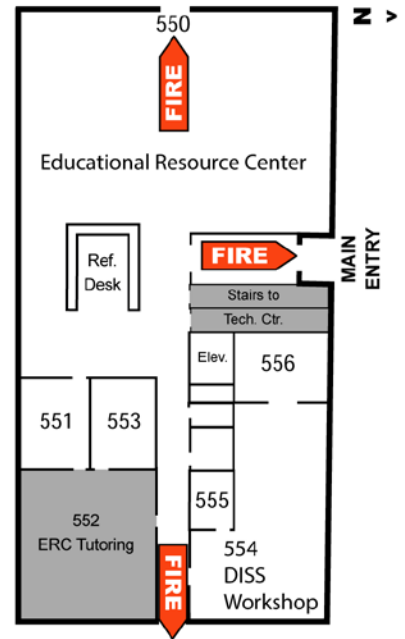 550
N v
FIRE
Educational Resource Center
Ref.
Desk
FIRE
MAIN
ENTRY
Stairs to
Tech. Ctr.
Elev.
556
551
553
555
552
ERC Tutoring
554
DISS
Workshop
FIRE